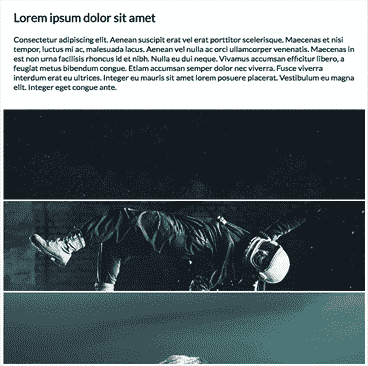 Lorem ipsum dolor sit amet
Consectetur adipiscing elit. Aenean suscipit erat vel erat porttitor scelerisque. Maecenas et nisi
tempor, luctus mi ac, malesuada lacus. Aenean vel nulla ac orci ullamcorper venenatis. Maecenas in
est non urna facilisis rhoncus id et nibh. Nulla eu dui neque. Vivamus accumsan efficitur libero, a
feugiat metus bibendum congue. Etiam accumsan semper dolor nec viverra. Fusce viverra
interdum erat eu ultrices. Integer eu mauris sit amet lorem posuere placerat. Vestibulum eu magna
elit. Integer eget congue ante.